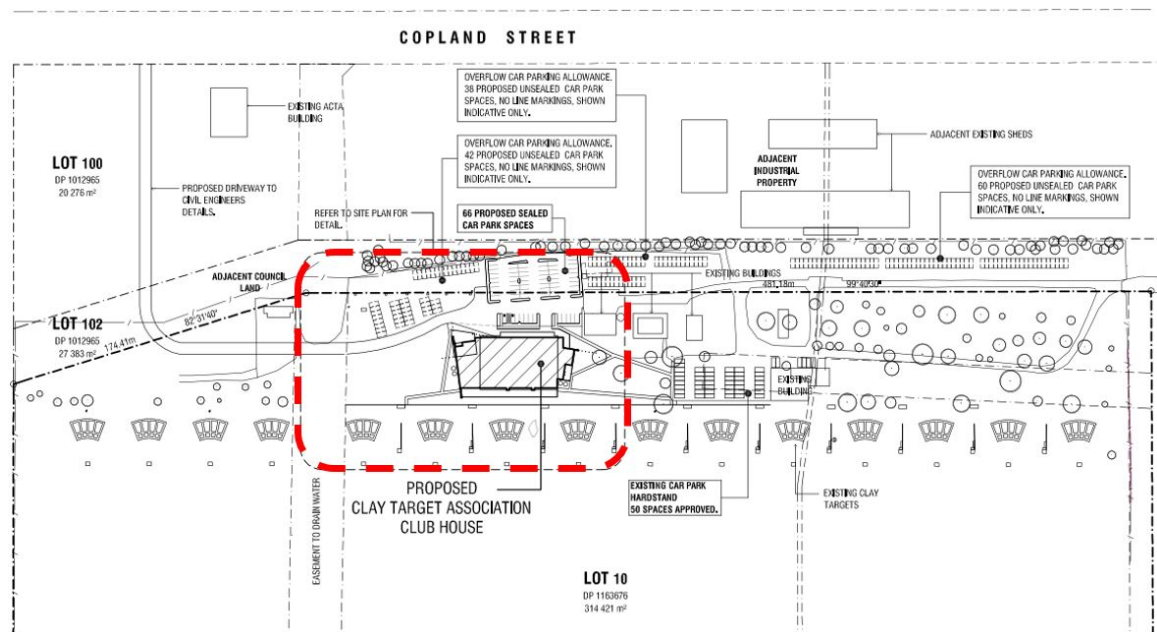 COPLAND STREET
OVERFLOW CAR PARKING ALLOWANCE.
38 PROPOSED UNSEALED CAR PARK
SPACES, NO LINE MARKINGS, SHOWN
INDICATIVE ONLY.
EXISTING ACTA
BUILDING
OVERFLOW CAR PARKING ALLOWANCE.
42 PROPOSED UNSEALED CAR PARK
SPACES, NO LINE MARKINGS, SHOWN
INDICATIVE ONLY.
ADJACENT EXISTING SHEDS
LOT 100
DP 1012965
20 276 m²
ADJACENT
INDUSTRIAL
PROPERTY
OVERFLOW CAR PARKING ALLOWANCE.
60 PROPOSED UNSEALED CAR PARK
SPACES, NO LINE MARKINGS, SHOWN
INDICATIVE ONLY.
PROPOSED DRIVEWAY TO
CIVIL ENGINEERS
DETAILS.
REFER TO SITE PLAN FOR
DETAIL.
66 PROPOSED SEALED
CAR PARK SPACES
ADJACENT COUNCIL
LAND
EXISTING BUILDINGS
481.18m
99°40'30"
LOT 102
DP 1012965
27 383 m²
82°31'40"
174.41m
EXISTING
BUILDING
PROPOSED
CLAY TARGET ASSOCIATION
CLUB HOUSE
EXISTING CAR PARK
HARDSTAND
50 SPACES APPROVED.
EXISTING CLAY
TARGETS
EASEMENT TO DRAIN WATER
LOT 10
DP 1163676
314 421 m²